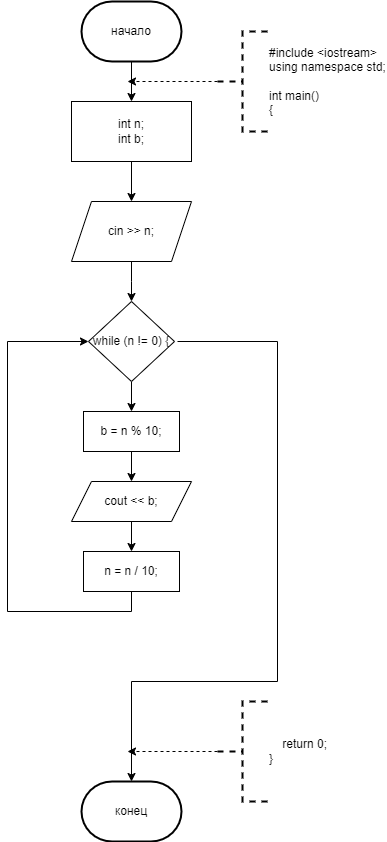 начало
#include <iostream>
using namespace std;
int main()
{
int n;
int b;
cin >> n;
while (n != 0) {
b = n % 10;
cout << b;
n = n / 10;
return 0;
}
конец